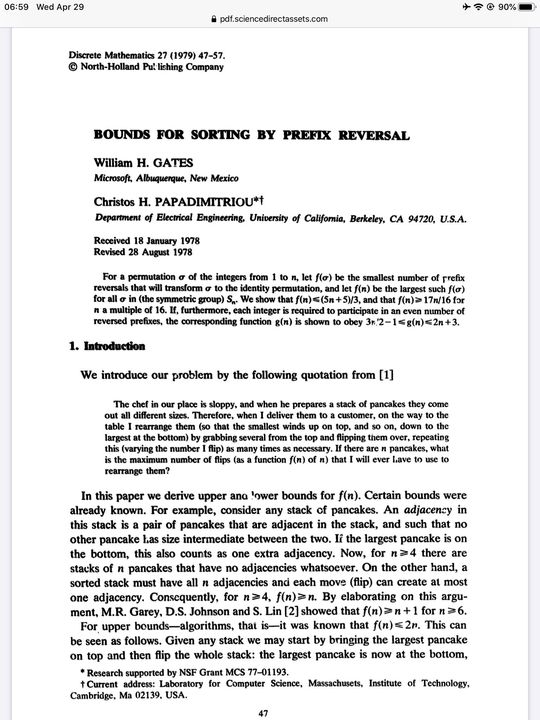 06:59 Wed Apr 29
90%
pdf.sciencedirectassets.com
Discrete Mathematics 27 (1979) 47–57.
© North-Holland Publishing Company
BOUNDS FOR SORTING BY PREFIX REVERSAL
William H. GATES
Microsoft, Albuquerque, New Mexico
Christos H. PAPADIMITRIOU*†
Department of Electrical Engineering, University of California, Berkeley, CA 94720, U.S.A.
Received 18 January 1978
Revised 28 August 1978
For a permutation σ of the integers from 1 to n, let f(σ) be the smallest number of prefix
reversals that will transform σ to the identity permutation, and let f(n) be the largest such f(σ)
for all σ in (the symmetric group) Sₙ. We show that f(n)≤(5n+5)/3, and that f(n)≥17n/16 for
n a multiple of 16. If, furthermore, each integer is required to participate in an even number of
reversed prefixes, the corresponding function g(n) is shown to obey 3n/2−1≤g(n)≤2n+3.
1. Introduction
We introduce our problem by the following quotation from [1]
The chef in our place is sloppy, and when he prepares a stack of pancakes they come
out all different sizes. Therefore, when I deliver them to a customer, on the way to the
table I rearrange them (so that the smallest winds up on top, and so on, down to the
largest at the bottom) by grabbing several from the top and flipping them over, repeating
this (varying the number I flip) as many times as necessary. If there are n pancakes, what
is the maximum number of flips (as a function f(n) of n) that I will ever have to use to
rearrange them?
In this paper we derive upper and lower bounds for f(n). Certain bounds were
already known. For example, consider any stack of pancakes. An adjacency in
this stack is a pair of pancakes that are adjacent in the stack, and such that no
other pancake has size intermediate between the two. If the largest pancake is on
the bottom, this also counts as one extra adjacency. Now, for n≥4 there are
stacks of n pancakes that have no adjacencies whatsoever. On the other hand, a
sorted stack must have all n adjacencies and each move (flip) can create at most
one adjacency. Consequently, for n≥4, f(n)≥n. By elaborating on this argu-
ment, M.R. Garey, D.S. Johnson and S. Lin [2] showed that f(n)≥n+1 for n≥6.
For upper bounds—algorithms, that is—it was known that f(n)≤2n. This can
be seen as follows. Given any stack we may start by bringing the largest pancake
on top and then flip the whole stack: the largest pancake is now at the bottom,
* Research supported by NSF Grant MCS 77-01193.
† Current address: Laboratory for Computer Science, Massachusets, Institute of Technology,
Cambridge, Ma 02139, USA.
47